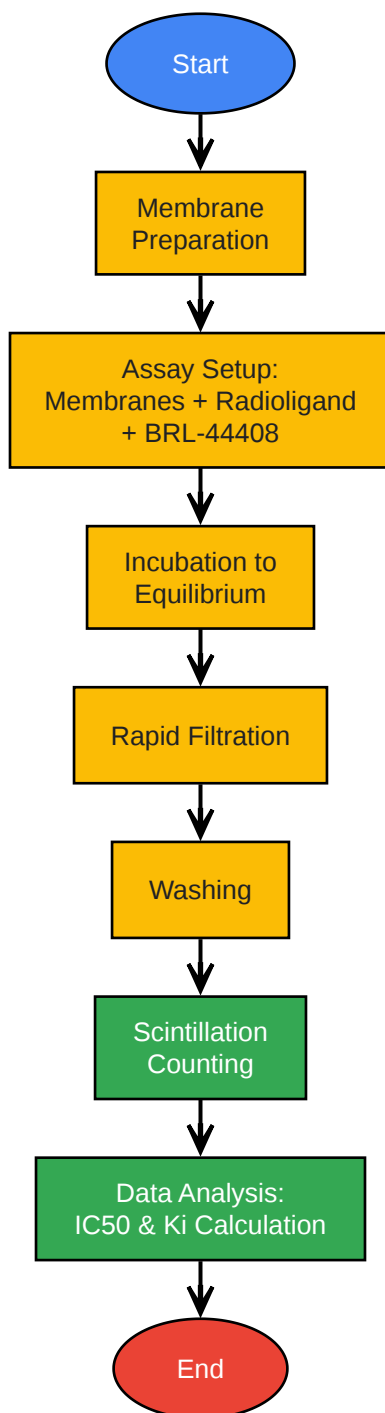 Start
Membrane
Preparation
Assay Setup:
Membranes + Radioligand
+ BRL-44408
Incubation to
Equilibrium
Rapid Filtration
Washing
Scintillation
Counting
Data Analysis:
IC50 & Ki Calculation
End